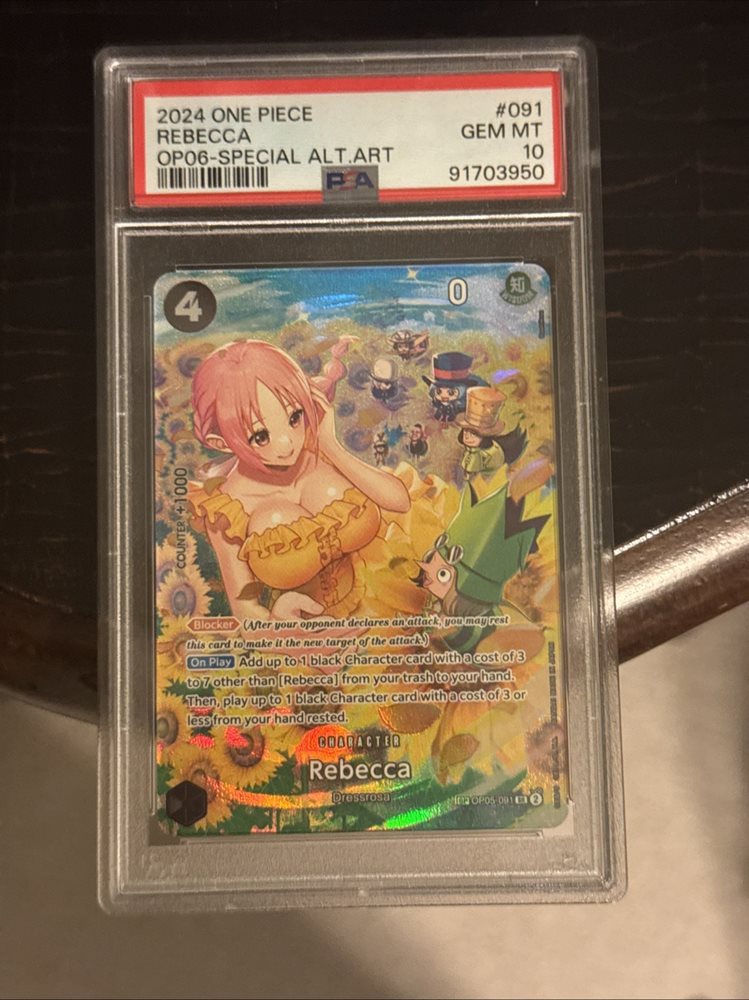 2024 ONE PIECE #091
REBECCA GEM MT
OP06-SPECIAL ALT.ART 10
PSA 91703950
4
0
知
COUNTER +1000
Blocker (After your opponent declares an attack, you may rest
this card to make it the new target of the attack.)
On Play Add up to 1 black Character card with a cost of 3
to 7 other than [Rebecca] from your trash to your hand.
Then, play up to 1 black Character card with a cost of 3 or
less from your hand rested.
CHARACTER
Rebecca
Dressrosa
SP OP05-091 SR 2